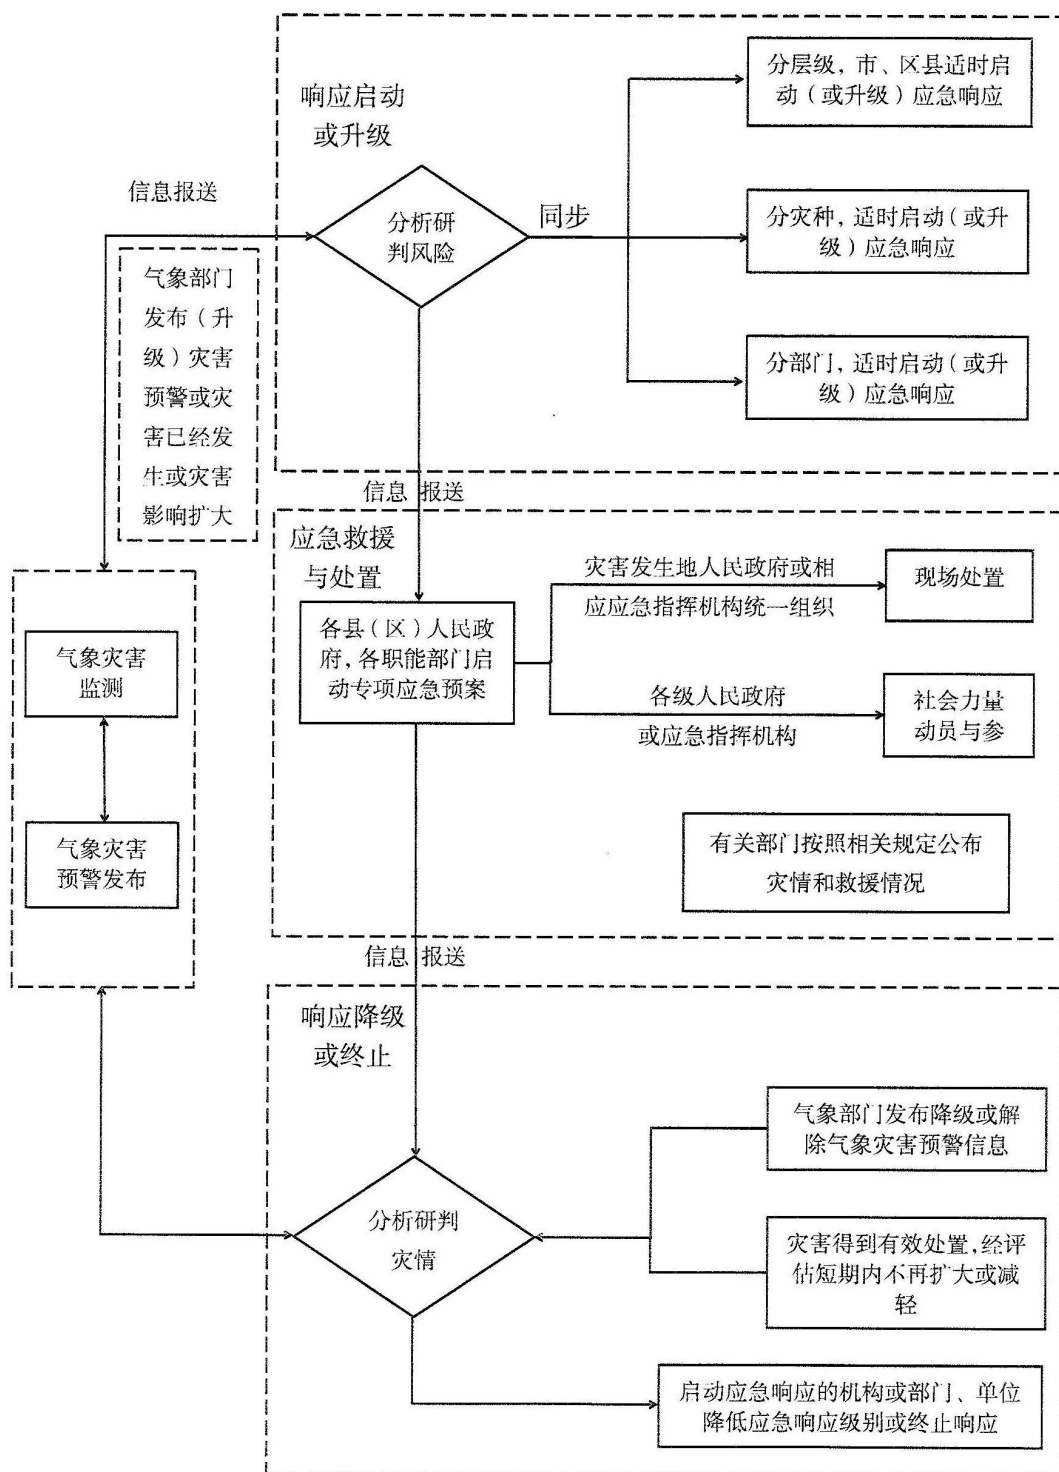 响应启动
或升级
分层级，市、区县适时启
动（或升级）应急响应
信息报送
分析研
判风险
同步
分灾种，适时启动（或升
级）应急响应
分部门，适时启动（或升
级）应急响应
气象部门
发布（升
级）灾害
预警或灾
害已经发
生或灾害
影响扩大
信息 报送
应急救援
与处置
灾害发生地人民政府或相
应应急指挥机构统一组织
现场处置
各县（区）人民政
府，各职能部门启
动专项应急预案
各级人民政府
或应急指挥机构
社会力量
动员与参
气象灾害
监测
气象灾害
预警发布
有关部门按照相关规定公布
灾情和救援情况
信息 报送
响应降级
或终止
气象部门发布降级或解
除气象灾害预警信息
分析研判
灾情
灾害得到有效处置，经评
估短期内不再扩大或减
轻
启动应急响应的机构或部门、单位
降低应急响应级别或终止响应